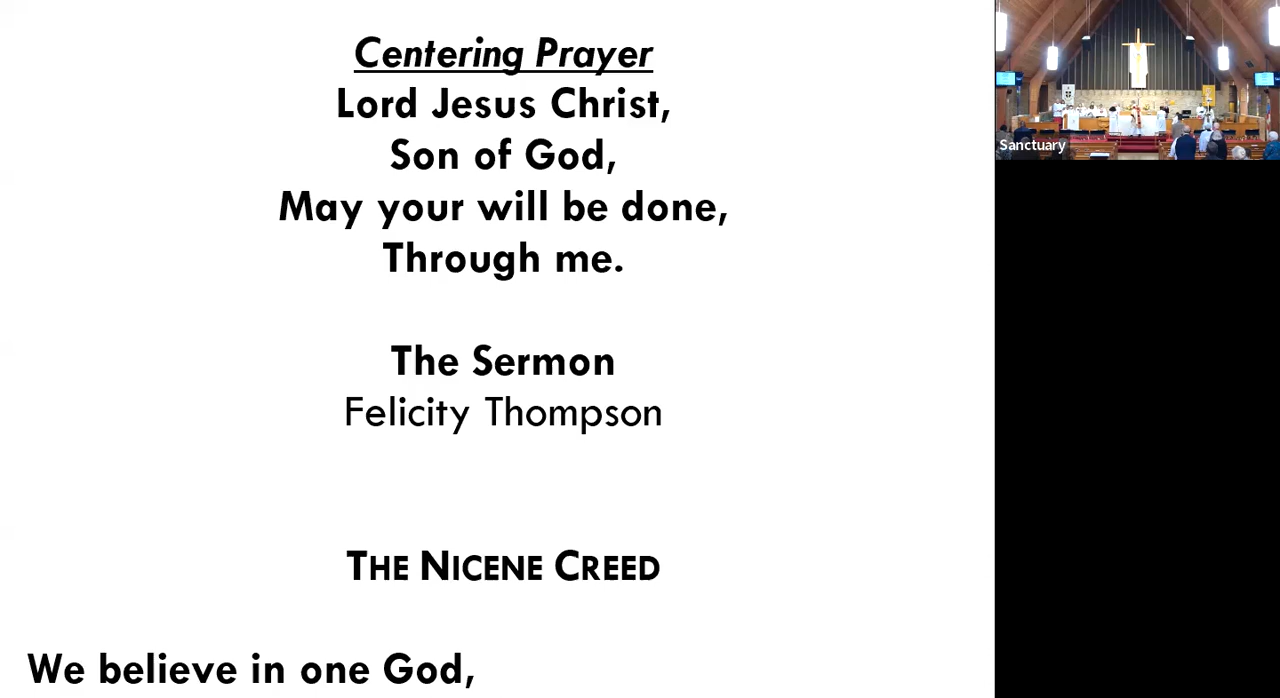 Centering Prayer
Lord Jesus Christ,
Son of God,
May your will be done,
Through me.
The Sermon
Felicity Thompson
THE NICENE CREED
We believe in one God,
Sanctuary